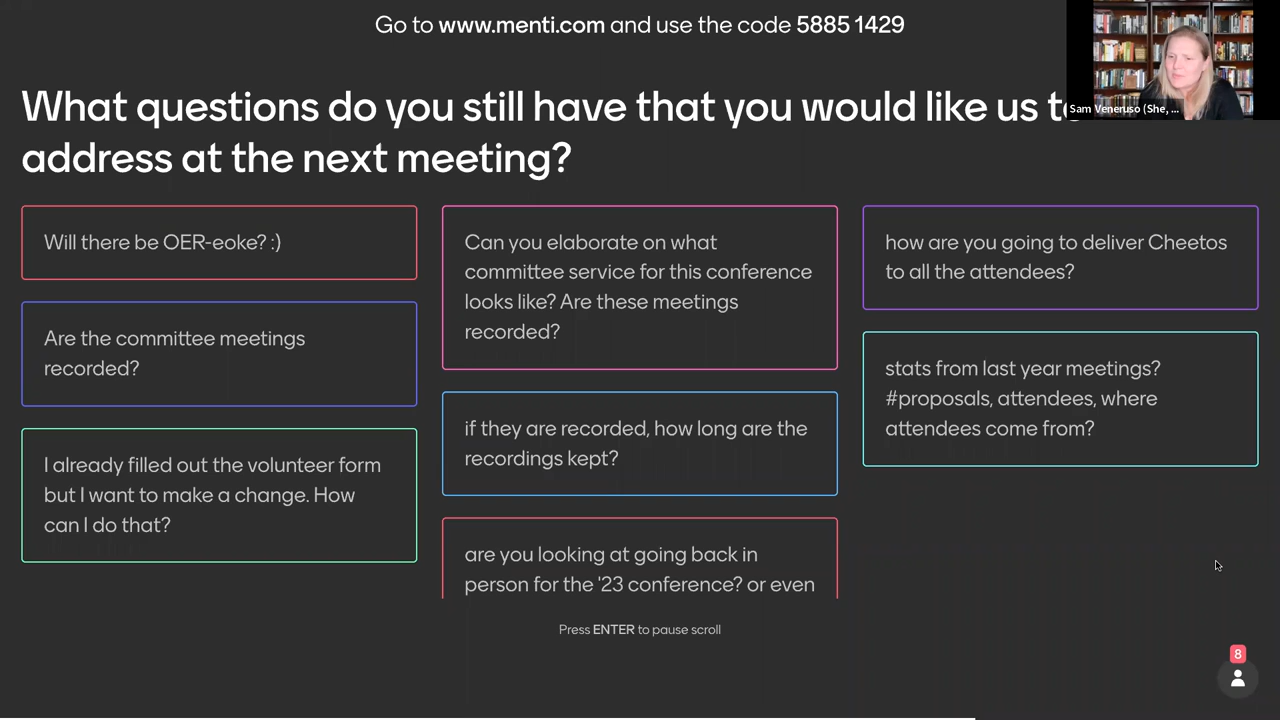 Go to www.menti.com and use the code 5885 1429
Sam Veneruso (She, ...
What questions do you still have that you would like us to
address at the next meeting?
Will there be OER-eoke? :)
Are the committee meetings
recorded?
I already filled out the volunteer form
but I want to make a change. How
can I do that?
Can you elaborate on what
committee service for this conference
looks like? Are these meetings
recorded?
if they are recorded, how long are the
recordings kept?
are you looking at going back in
person for the '23 conference? or even
how are you going to deliver Cheetos
to all the attendees?
stats from last year meetings?
#proposals, attendees, where
attendees come from?
Press ENTER to pause scroll
8